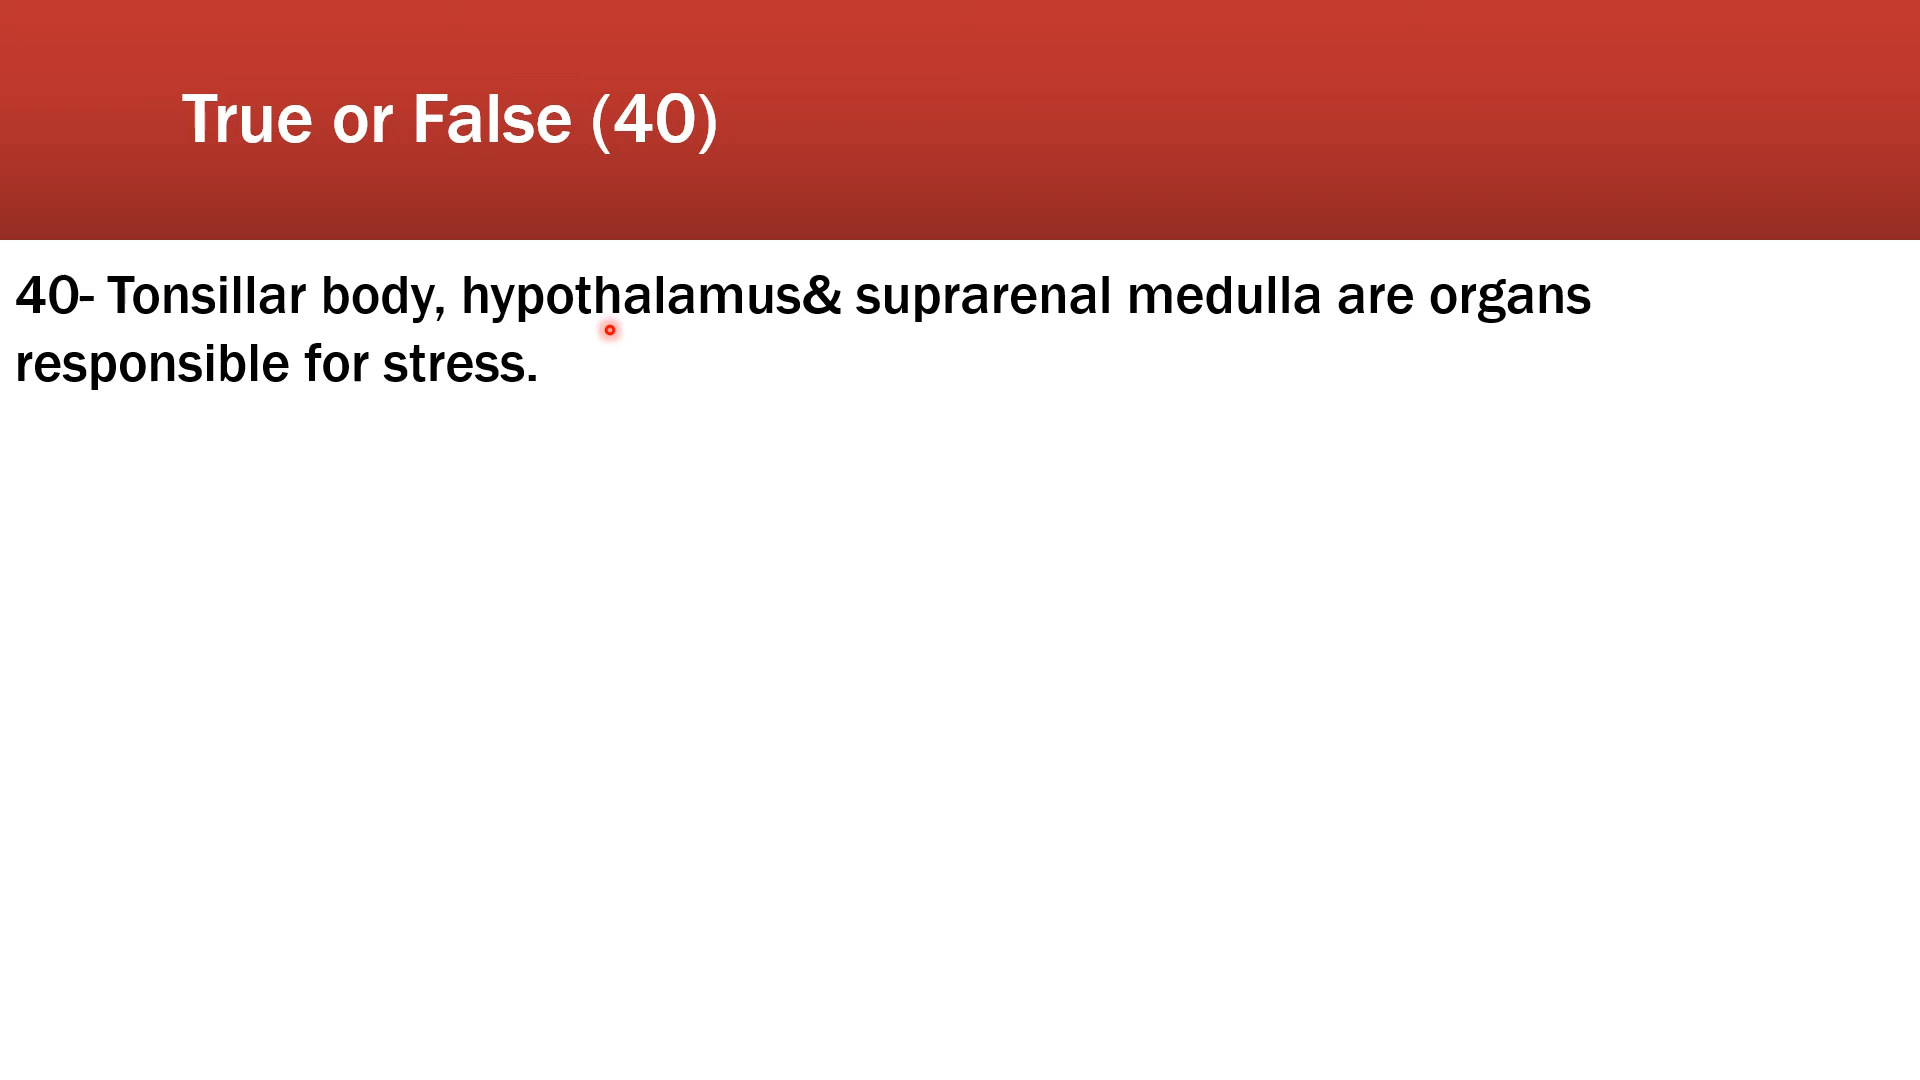 True or False (40)
40- Tonsillar body, hypothalamus& suprarenal medulla are organs
responsible for stress.